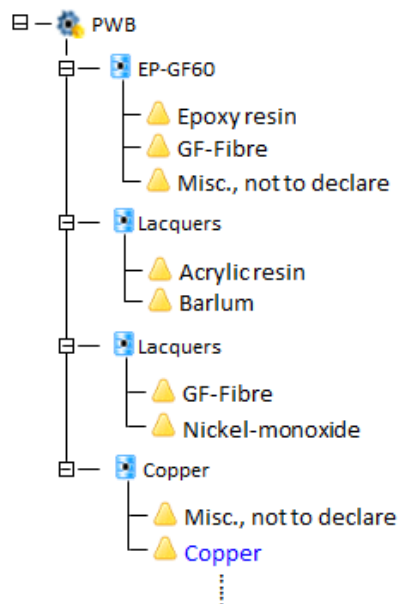 PWB
EP-GF60
Epoxy resin
GF-Fibre
Misc., not to declare
Lacquers
Acrylic resin
Barlum
Lacquers
GF-Fibre
Nickel-monoxide
Copper
Misc., not to declare
Copper